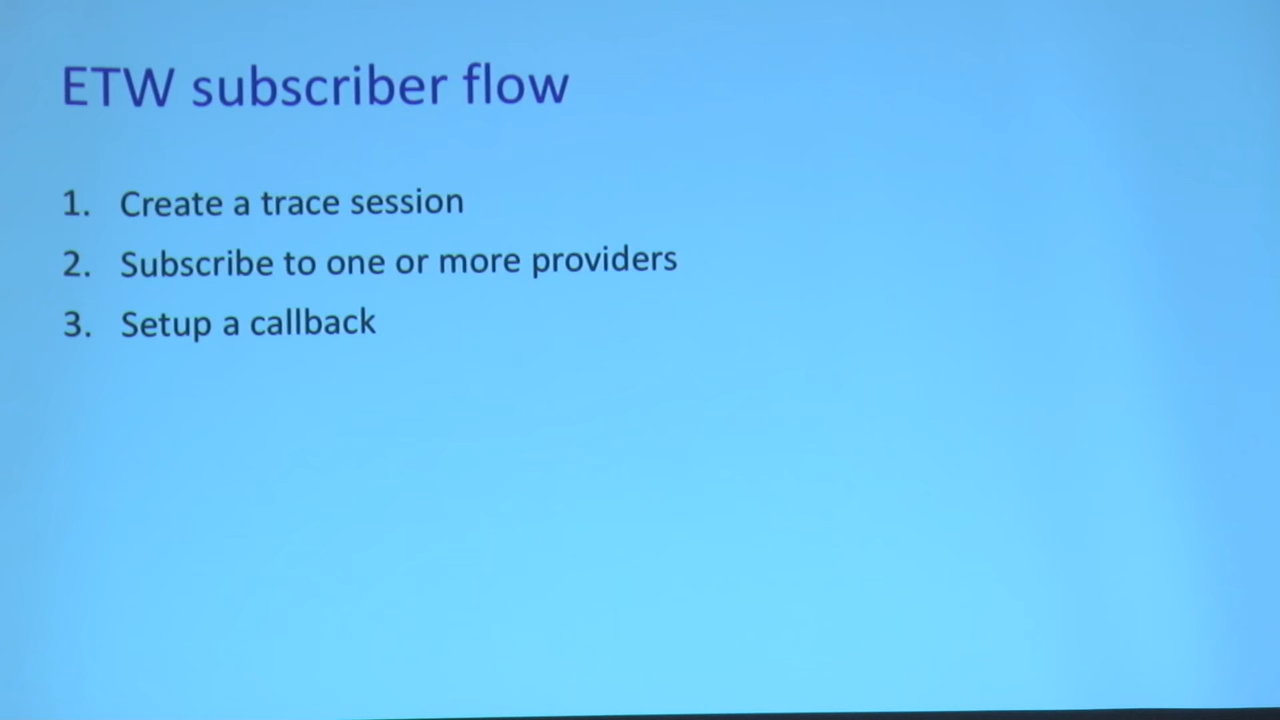 ETW subscriber flow
1. Create a trace session
2. Subscribe to one or more providers
3. Setup a callback